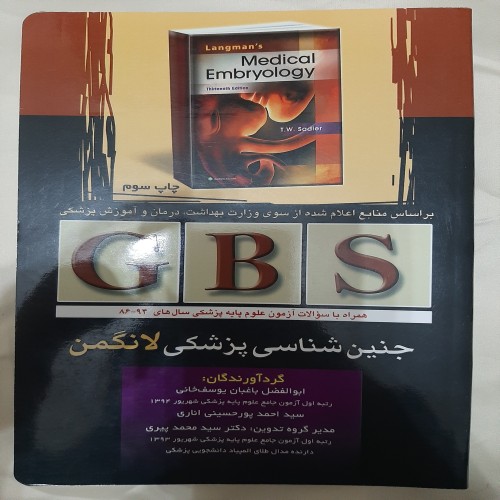 Langman's
Medical
Embryology
Thirteenth Edition
T.W. Sadler
چاپ سوم
براساس منابع اعلام شده از سوی وزارت بهداشت، درمان و آموزش پزشکی
GBS
همراه با سؤالات آزمون علوم پایه پزشکی سال‌های ۹۳-۸۶
جنین شناسی پزشکی لانگمن
گردآورندگان:
ابوالفضل باغبان یوسف‌خانی
رتبه اول آزمون جامع علوم پایه پزشکی شهریور ۱۳۹۴
سید احمد پورحسینی اناری
مدیر گروه تدوین: دکتر سید محمد پیری
رتبه اول آزمون جامع علوم پایه پزشکی شهریور ۱۳۹۳
دارنده مدال طلای المپیاد دانشجویی پزشکی